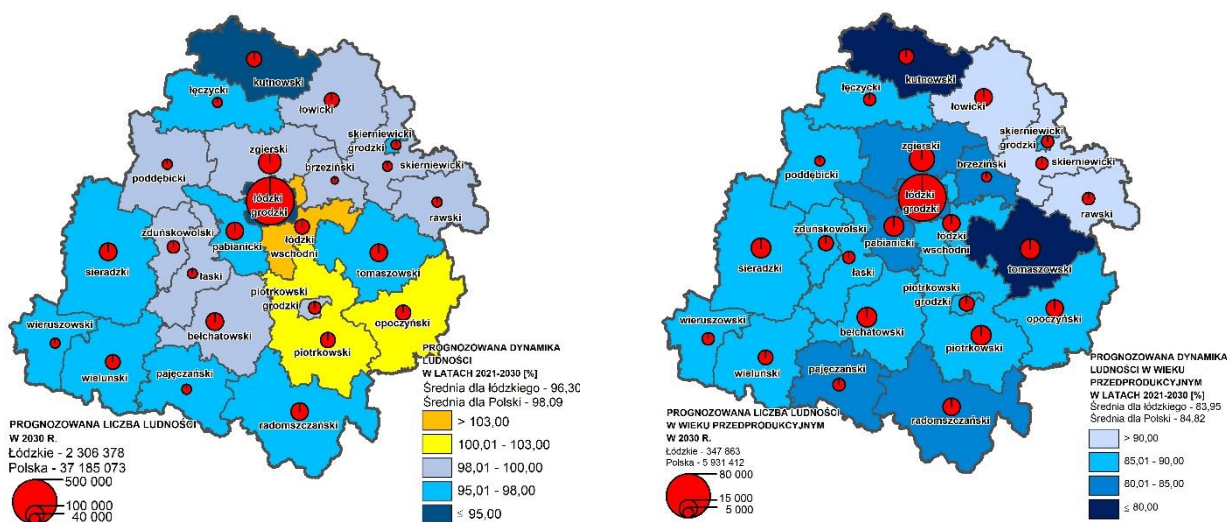 kutnowski
łęczycki
łowicki
skierniewicki
grodzki
zgierski
skierniewicki
poddębicki
brzeziński
łódzki
grodzki
rawski
zduńskowolski
pabianicki
łódzki
wschodni
sieradzki
łaski
tomaszowski
piotrkowski
grodzki
opoczyński
wieruszowski
bełchatowski
piotrkowski
wieluński
pajęczański
radomszczański
PROGNOZOWANA LICZBA LUDNOŚCI
W 2030 R.
Łódzkie - 2 306 378
Polska - 37 185 073
500 000
100 000
40 000
PROGNOZOWANA DYNAMIKA
LUDNOŚCI
W LATACH 2021-2030 [%]
Średnia dla łódzkiego - 96,30
Średnia dla Polski - 98,09
> 103,00
100,01 - 103,00
98,01 - 100,00
95,01 - 98,00
≤ 95,00
kutnowski
łęczycki
łowicki
skierniewicki
grodzki
zgierski
skierniewicki
poddębicki
brzeziński
łódzki
grodzki
rawski
zduńskowolski
pabianicki
łódzki
wschodni
sieradzki
łaski
tomaszowski
piotrkowski
grodzki
opoczyński
wieruszowski
bełchatowski
piotrkowski
wieluński
pajęczański
radomszczański
PROGNOZOWANA LICZBA LUDNOŚCI
W WIEKU PRZEDPRODUKCYJNYM
W 2030 R.
Łódzkie - 347 863
Polska - 5 931 412
80 000
15 000
5 000
PROGNOZOWANA DYNAMIKA
LUDNOŚCI W WIEKU
PRZEDPRODUKCYJNYM
W LATACH 2021-2030 [%]
Średnia dla łódzkiego - 83,95
Średnia dla Polski - 84,82
> 90,00
85,01 - 90,00
80,01 - 85,00
≤ 80,00